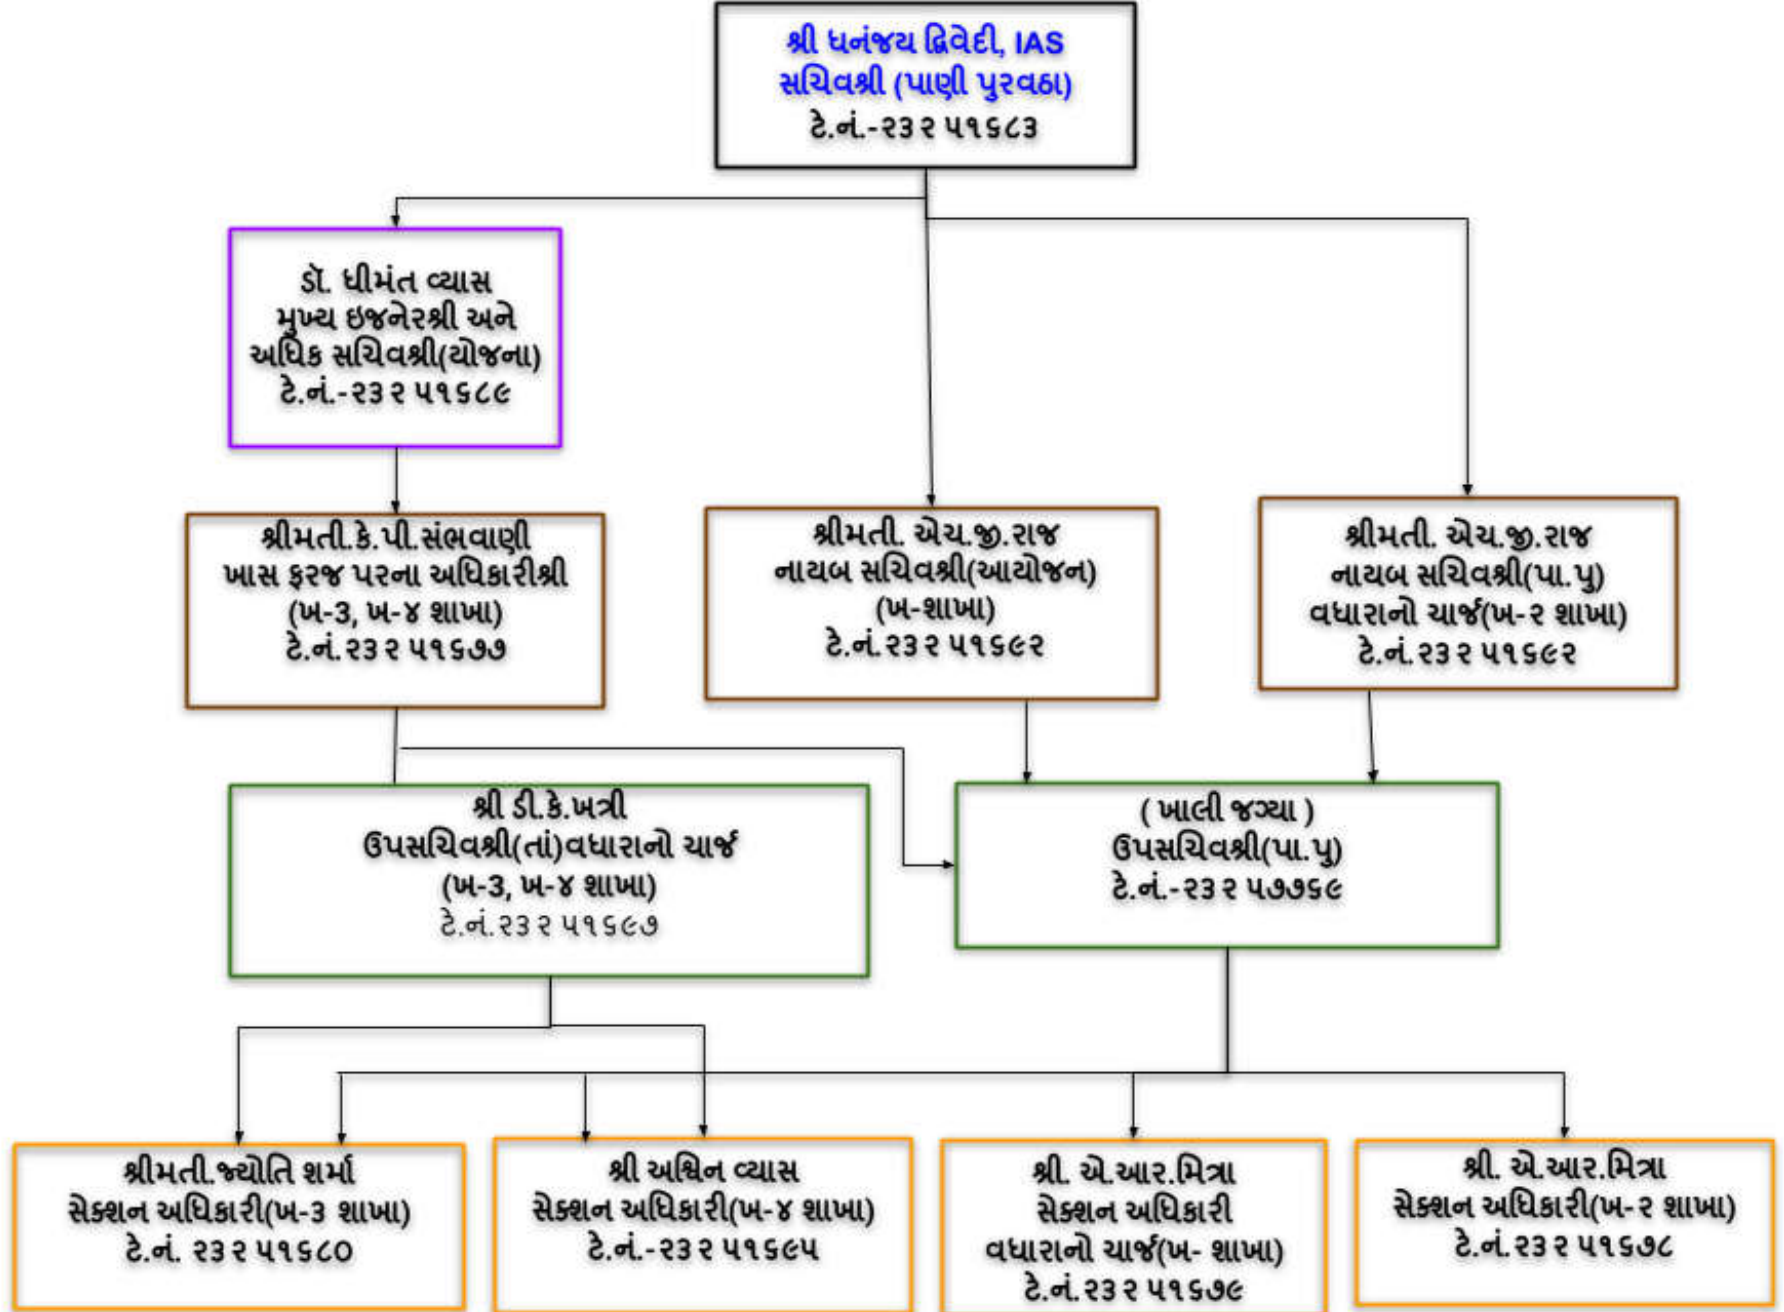 શ્રી ધનંજય દ્વિવેદી, IAS
સચિવશ્રી (પાણી પુરવઠા)
ટે.નં.-૨૩૨ ૫૧૬૮૩
ડૉ. ધીમંત વ્યાસ
મુખ્ય ઇજનેરશ્રી અને
અધિક સચિવશ્રી(યોજના)
ટે.નં.-૨૩૨ ૫૧૬૮૯
શ્રીમતી.કે.પી.સંભવાણી
ખાસ ફરજ પરના અધિકારીશ્રી
(ખ-3, ખ-૪ શાખા)
ટે.નં.૨૩૨ ૫૧૬૭૭
શ્રીમતી. એચ.જી.રાજ
નાયબ સચિવશ્રી(આયોજન)
(ખ-શાખા)
ટે.નં.૨૩૨ ૫૧૬૯૨
શ્રીમતી. એચ.જી.રાજ
નાયબ સચિવશ્રી(પા.પુ)
વધારાનો ચાર્જ(ખ-૨ શાખા)
ટે.નં.૨૩૨ ૫૧૬૯૨
શ્રી ડી.કે.ખત્રી
ઉપસચિવશ્રી(તાં)વધારાનો ચાર્જ
(ખ-3, ખ-૪ શાખા)
ટે.નં.૨૩૨ ૫૧૬૯૭
( ખાલી જગ્યા )
ઉપસચિવશ્રી(પા.પુ)
ટે.નં.-૨૩૨ ૫૭૭૬૯
શ્રીમતી.જ્યોતિ શર્મા
સેક્શન અધિકારી(ખ-૩ શાખા)
ટે.નં. ૨૩૨ ૫૧૬૮૦
શ્રી અશ્વિન વ્યાસ
સેક્શન અધિકારી(ખ-૪ શાખા)
ટે.નં.-૨૩૨ ૫૧૬૯૫
શ્રી. એ.આર.મિત્રા
સેક્શન અધિકારી
વધારાનો ચાર્જ(ખ- શાખા)
ટે.નં.૨૩૨ ૫૧૬૭૯
શ્રી. એ.આર.મિત્રા
સેક્શન અધિકારી(ખ-૨ શાખા)
ટે.નં.૨૩૨ ૫૧૬૭૮